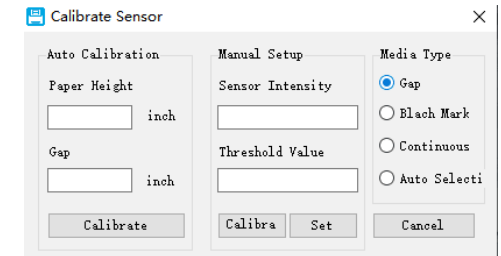 Calibrate Sensor
Auto Calibration
Paper Height
inch
Gap
inch
Calibrate
Manual Setup
Sensor Intensity
Threshold Value
Calibra
Set
Media Type
Gap
Blach Mark
Continuous
Auto Selecti
Cancel